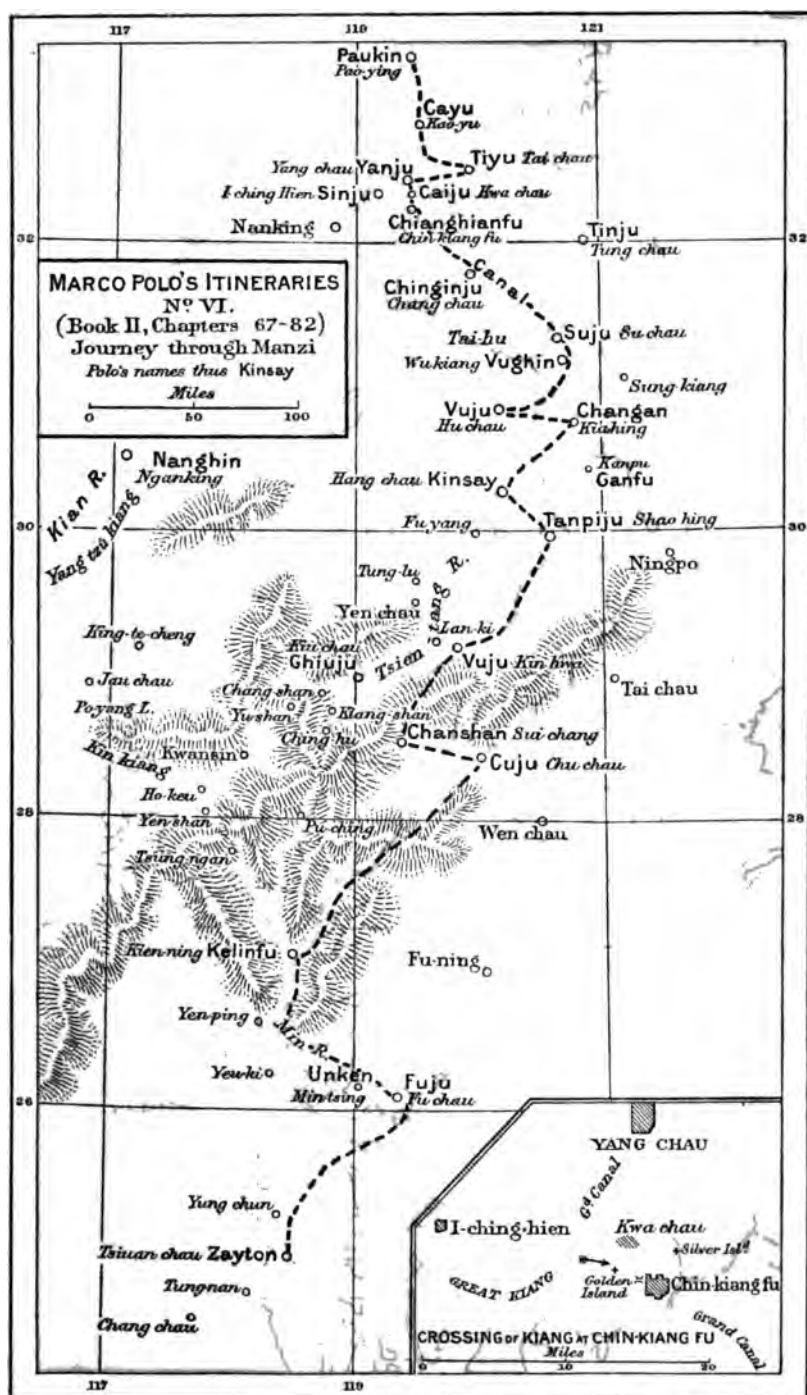 117 119 121
Paukin
Pao-ying
Cayu
Kao-yu
Tiyu Tai chau
Yang chau Yanju
I-ching Hien Sinju
Caiju Kwa chau
Nanking
Chianghianfu
Chin kiang fu
Tinju
Tung chau
32 32
MARCO POLO'S ITINERARIES
No. VI.
(Book II, Chapters 67-82)
Journey through Manzi
Polo's names thus Kinsay
Miles
0 50 100
Canal
Chinginju
Chang chau
Tai-hu
Suju Su chau
Wukiang Vughin
Sung-kiang
Vuju
Hu chau
Changan
Kiahing
Kian R.
Yang tzŭ kiang
Nanghin
Nganking
Kanpu
Ganfu
Hang chau Kinsay
30 30
Fu yang
Tanpiju Shao hing
Ningpo
Tung-lu
Yen chau
Tsien tang R.
Lan-ki
King-te-cheng
Kiu chau
Ghiuju
Vuju Kin hwa
Jau chau
Chang-shan
Tai chau
Po-yang L.
Yu-shan
Kiang-shan
Ching hu
Chanshan Sui chang
Kin kiang
Kwansin
Cuju Chu chau
Ho-keu
28 28
Yen shan
Pu-ching
Wen chau
Tsung-ngan
Kien-ning Kelinfu
Fu-ning
Yen-ping
Min R.
Yeu-ki
Unken
Min tsing
Fuju
Fu chau
26
YANG CHAU
Gd. Canal
Yung chun
I-ching-hien
Kwa chau
Silver Isld.
Tsiuan chau Zayton
GREAT KIANG
Golden
Island
Chin-kiang fu
Tungnan
Chang chau
Grand Canal
CROSSING OF KIANG AT CHIN-KIANG FU
Miles
0 10 20
117 119